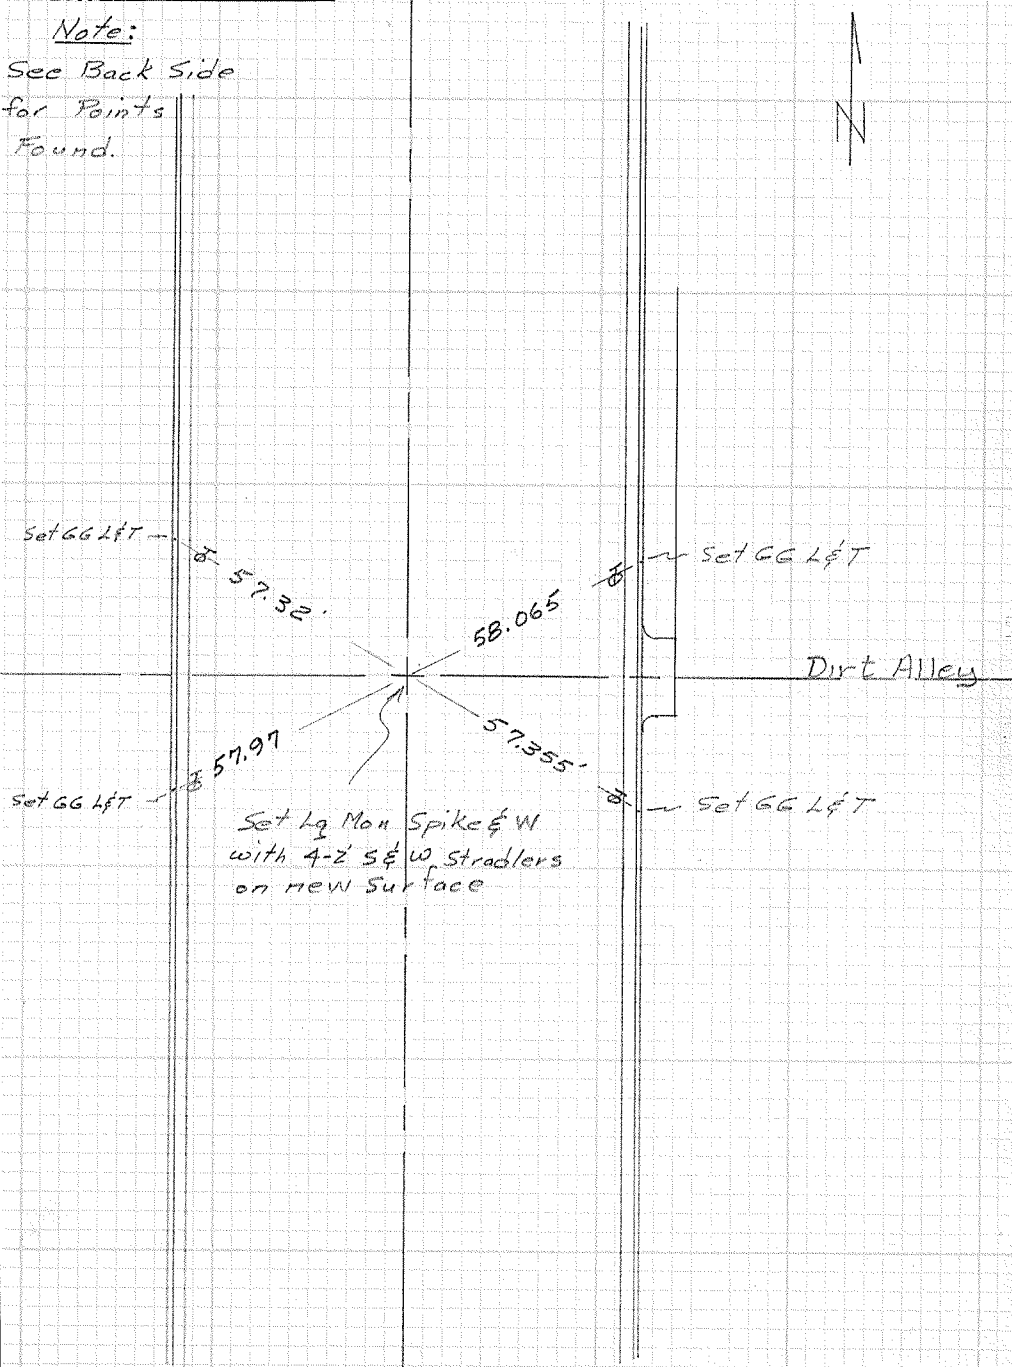 Note:
See Back Side
for Points
Found.
N
Set GG L&T
57.32'
58.065
Set GG L&T
Dirt Alley
57.97
57.355'
Set GG L&T
Set GG L&T
Set Lg Mon Spike & W
with 4-2' S & W Stradlers
on new Surface